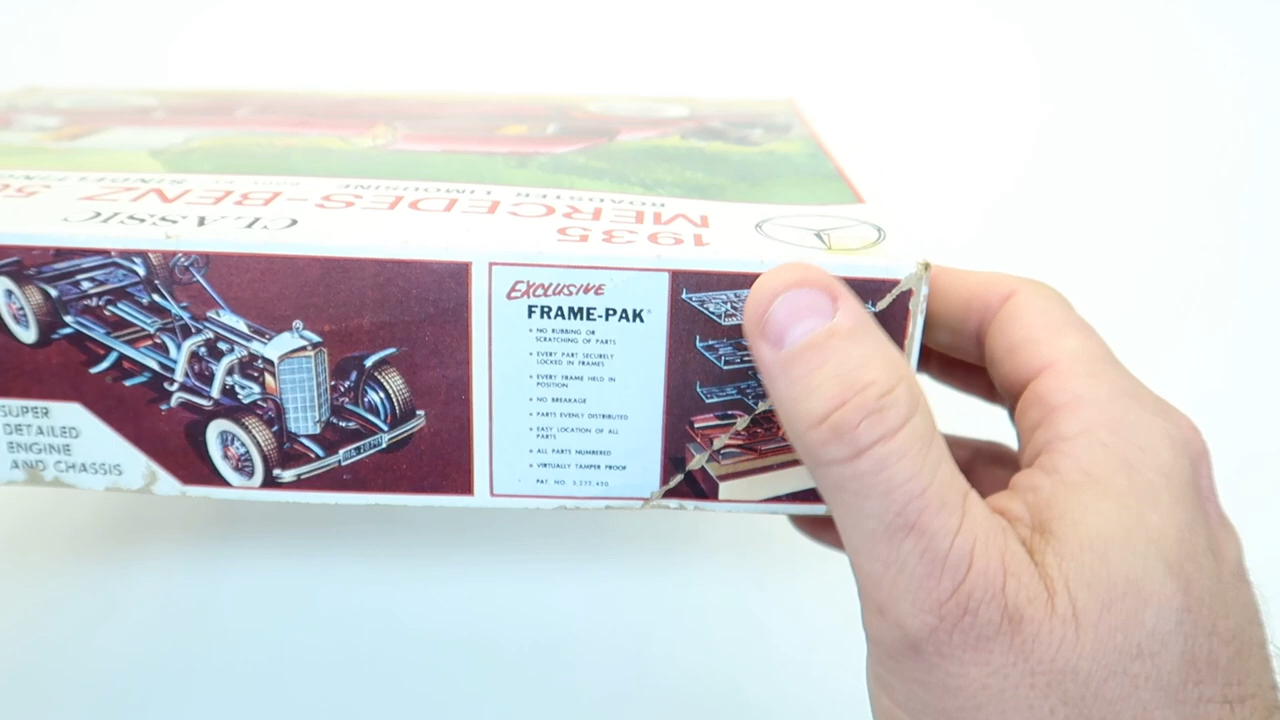 CLASSIC
1935
MERCEDES-BENZ 50
ROADSTER LIMOUSINE BODY BY
SUPER
DETAILED
ENGINE
AND CHASSIS
EXCLUSIVE
FRAME-PAK®
• NO RUBBING OR
SCRATCHING OF PARTS
• EVERY PART SECURELY
LOCKED IN FRAMES
• EVERY FRAME HELD IN
POSITION
• NO BREAKAGE
• PARTS EVENLY DISTRIBUTED
• EASY LOCATION OF ALL
PARTS
• ALL PARTS NUMBERED
• VIRTUALLY TAMPER PROOF
PAT. NO. 3,272,420